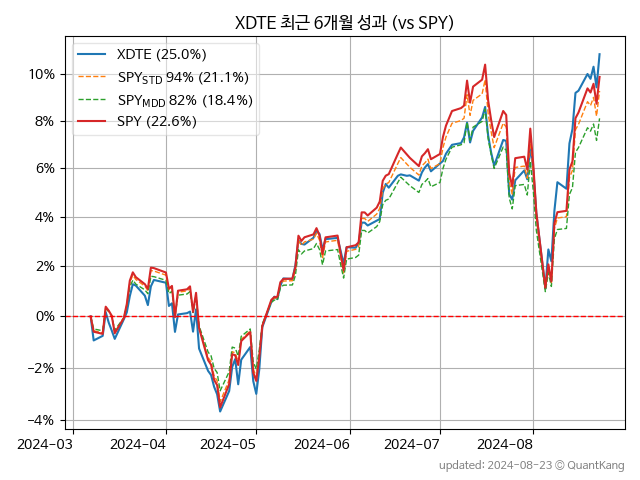 XDTE 최근 6개월 성과 (vs SPY)
XDTE (25.0%)
SPY_STD 94% (21.1%)
SPY_MDD 82% (18.4%)
SPY (22.6%)
10%
8%
6%
4%
2%
0%
−2%
−4%
2024-03 2024-04 2024-05 2024-06 2024-07 2024-08
updated: 2024-08-23 © QuantKang